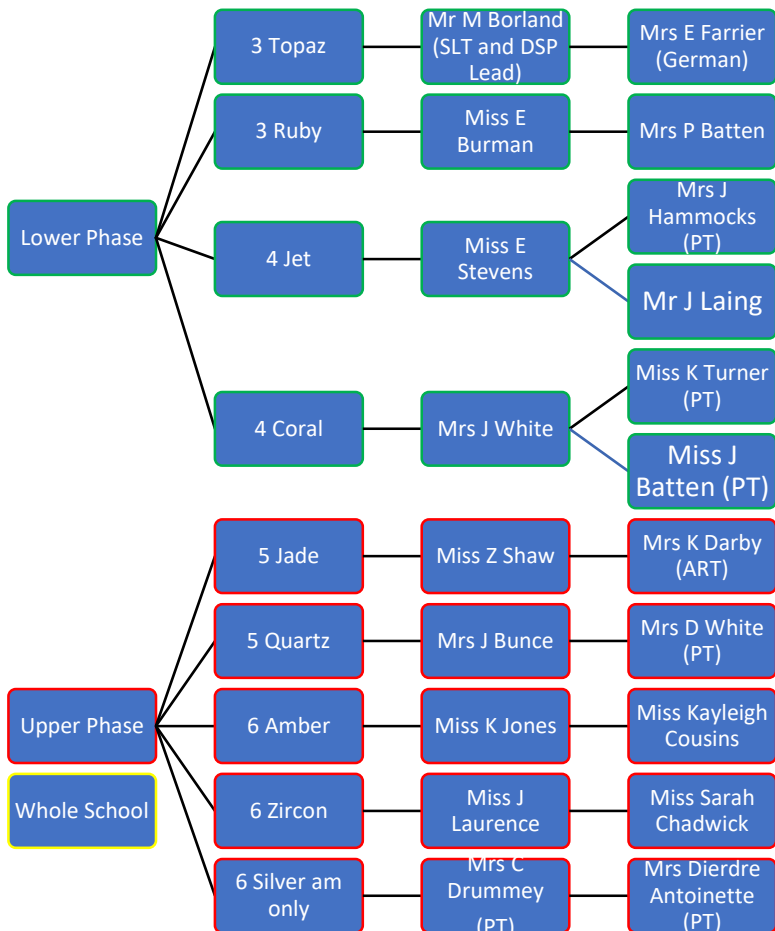 3 Topaz
Mr M Borland
(SLT and DSP
Lead)
Mrs E Farrier
(German)
3 Ruby
Miss E
Burman
Mrs P Batten
Lower Phase
4 Jet
Miss E
Stevens
Mrs J
Hammocks
(PT)
Mr J Laing
4 Coral
Mrs J White
Miss K Turner
(PT)
Miss J
Batten (PT)
5 Jade
Miss Z Shaw
Mrs K Darby
(ART)
5 Quartz
Mrs J Bunce
Mrs D White
(PT)
Upper Phase
6 Amber
Miss K Jones
Miss Kayleigh
Cousins
Whole School
6 Zircon
Miss J
Laurence
Miss Sarah
Chadwick
6 Silver am
only
Mrs C
Drummey
(PT)
Mrs Dierdre
Antoinette
(PT)